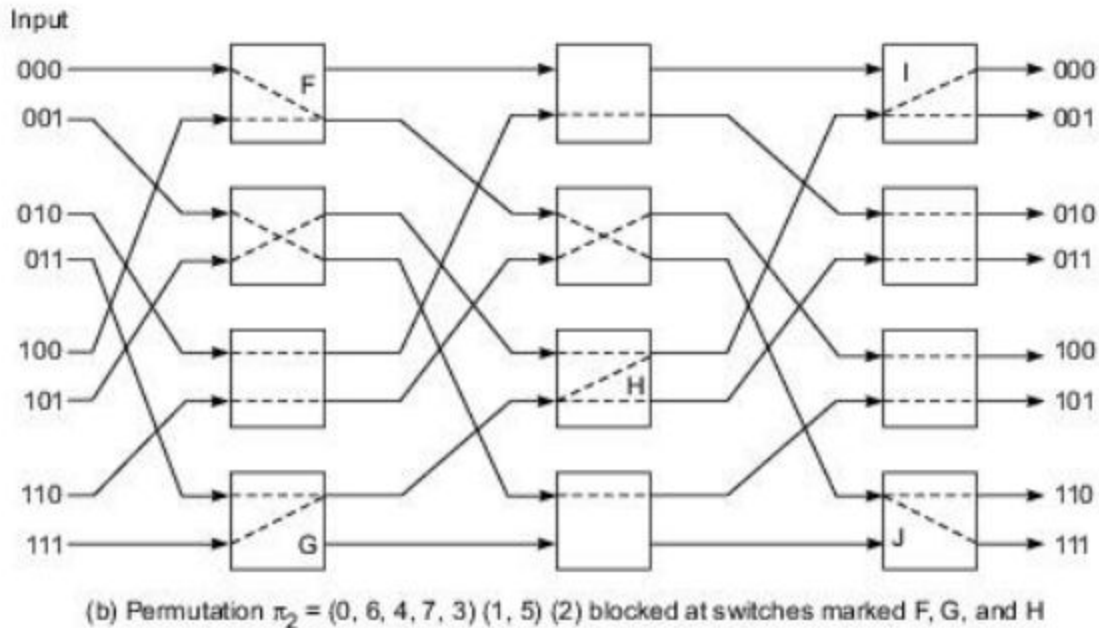 Input
000 F I 000
001 001
010 010
011 011
100 100
101 H 101
110 110
111 G J 111
(b) Permutation π₂ = (0, 6, 4, 7, 3) (1, 5) (2) blocked at switches marked F, G, and H